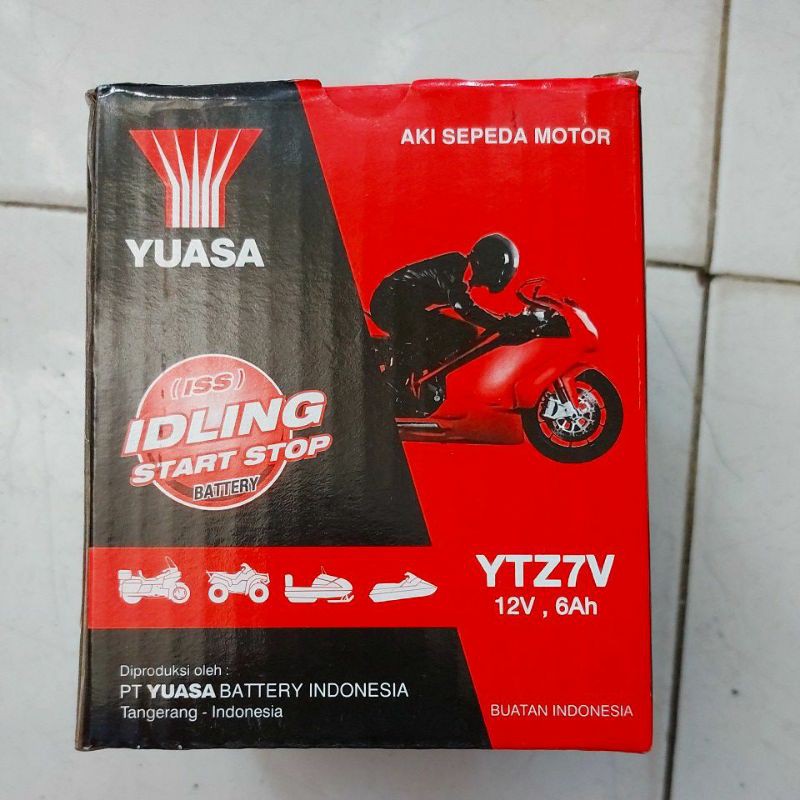 AKI SEPEDA MOTOR
YUASA
(ISS)
IDLING
START STOP
BATTERY
YTZ7V
12V , 6Ah
Diproduksi oleh :
PT YUASA BATTERY INDONESIA
Tangerang - Indonesia
BUATAN INDONESIA